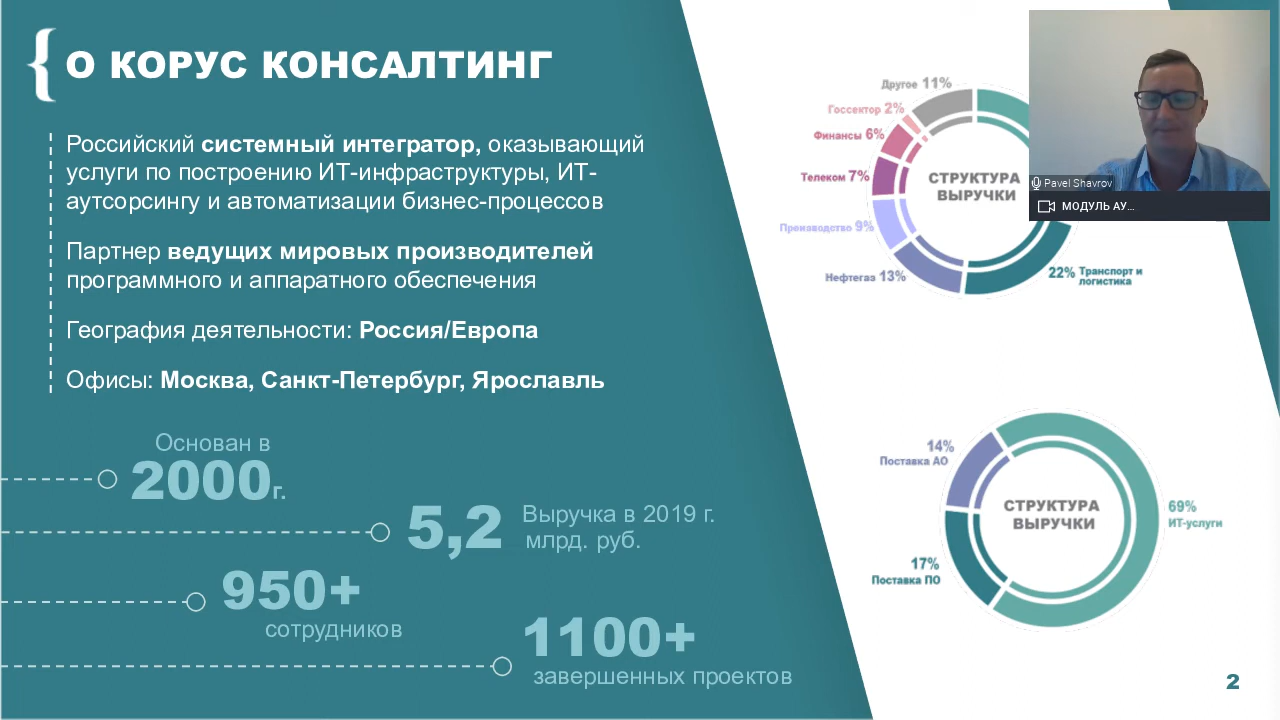 О КОРУС КОНСАЛТИНГ
Российский системный интегратор, оказывающий
услуги по построению ИТ-инфраструктуры, ИТ-
аутсорсингу и автоматизации бизнес-процессов
Партнер ведущих мировых производителей
программного и аппаратного обеспечения
География деятельности: Россия/Европа
Офисы: Москва, Санкт-Петербург, Ярославль
Основан в
2000г.
5,2 Выручка в 2019 г.
млрд. руб.
950+
сотрудников
1100+
завершенных проектов
Другое 11%
Госсектор 2%
Финансы 6%
Телеком 7%
Производство 9%
Нефтегаз 13%
22% Транспорт и
логистика
СТРУКТУРА
ВЫРУЧКИ
Pavel Shavrov
МОДУЛЬ АУ...
14%
Поставка АО
17%
Поставка ПО
69%
ИТ-услуги
СТРУКТУРА
ВЫРУЧКИ
2